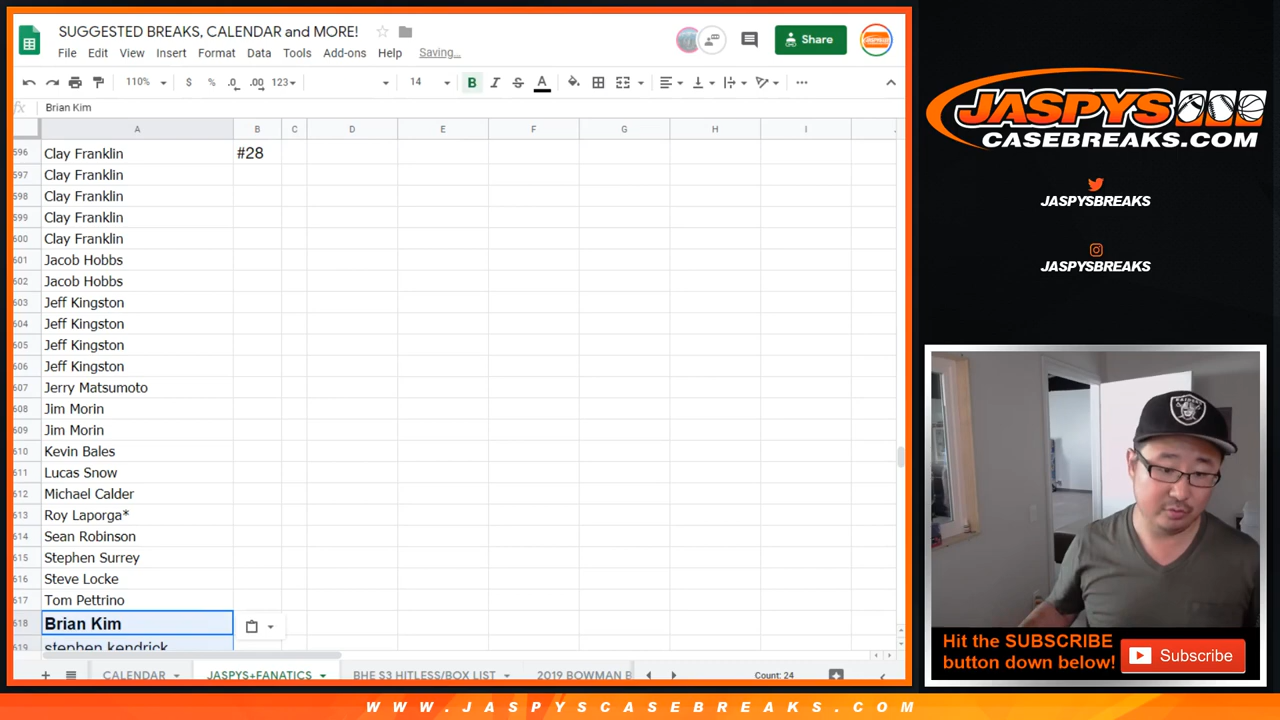 SUGGESTED BREAKS, CALENDAR and MORE!
File Edit View Insert Format Data Tools Add-ons Help Saving...
Share
110% $ % .0 .00 123 14 B I S A
fx Brian Kim
A B C D E F G H I
596 Clay Franklin #28
597 Clay Franklin
598 Clay Franklin
599 Clay Franklin
600 Clay Franklin
601 Jacob Hobbs
602 Jacob Hobbs
603 Jeff Kingston
604 Jeff Kingston
605 Jeff Kingston
606 Jeff Kingston
607 Jerry Matsumoto
608 Jim Morin
609 Jim Morin
610 Kevin Bales
611 Lucas Snow
612 Michael Calder
613 Roy Laporga*
614 Sean Robinson
615 Stephen Surrey
616 Steve Locke
617 Tom Pettrino
618 Brian Kim
619 stephen kendrick
CALENDAR JASPYS+FANATICS BHE S3 HITLESS/BOX LIST 2019 BOWMAN B Count: 24
JASPYS
CASEBREAKS.COM
JASPYSBREAKS
JASPYSBREAKS
RAIDERS
Hit the SUBSCRIBE
button down below!
Subscribe
WWW.JASPYSCASEBREAKS.COM